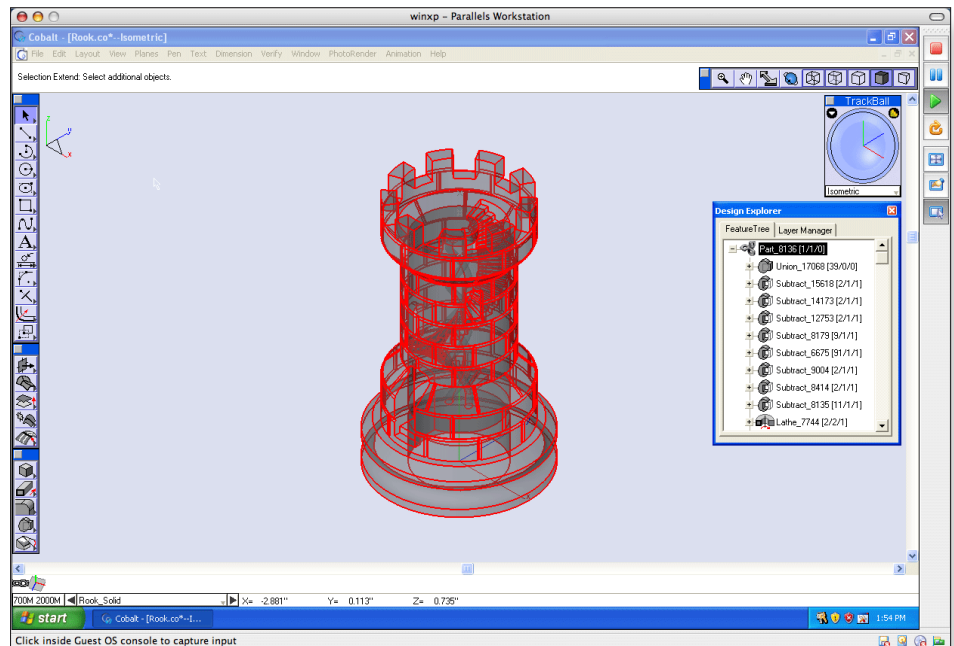 winxp – Parallels Workstation
Cobalt - [Rook.co*--Isometric]
File Edit Layout View Planes Pen Text Dimension Verify Window PhotoRender Animation Help
Selection Extend: Select additional objects.
TrackBall
z
y
x
Isometric
Design Explorer
FeatureTree Layer Manager
Part_8136 [1/1/0]
Union_17068 [39/0/0]
Subtract_15618 [2/1/1]
Subtract_14173 [2/1/1]
Subtract_12753 [2/1/1]
Subtract_8179 [9/1/1]
Subtract_6675 [91/1/1]
Subtract_9004 [2/1/1]
Subtract_8414 [2/1/1]
Subtract_8135 [11/1/1]
Lathe_7744 [2/2/1]
A
700M 2000M Rook_Solid X= -2.881" Y= 0.113" Z= 0.735"
start Cobalt - [Rook.co*--I... 1:54 PM
Click inside Guest OS console to capture input